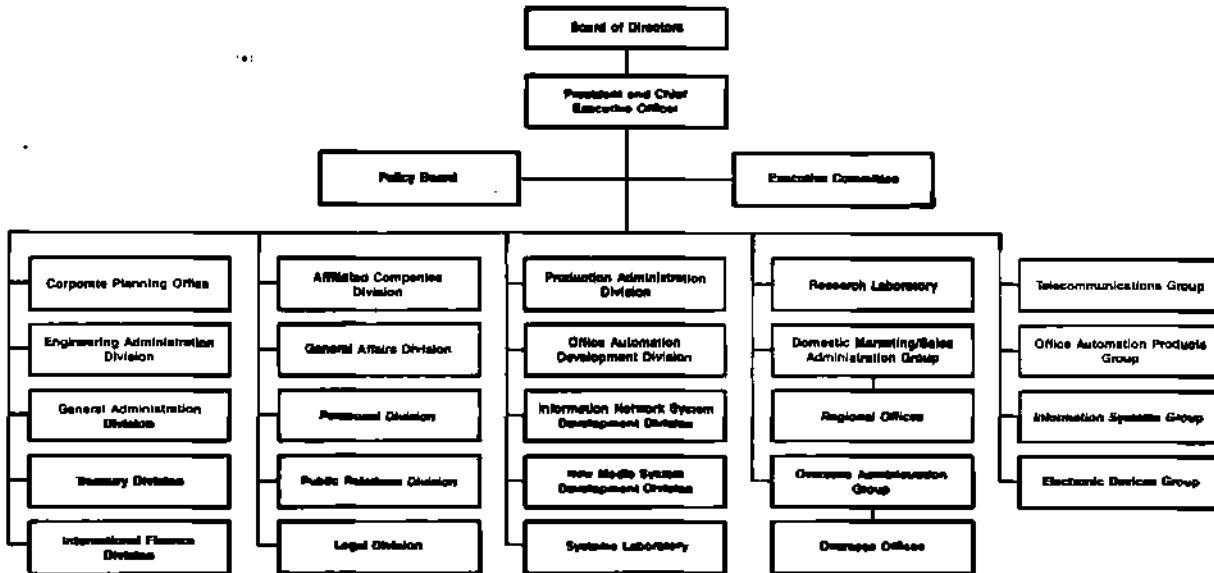 Board of Directors
President and Chief
Executive Officer
Policy Board
Executive Committee
Corporate Planning Office
Engineering Administration
Division
General Administration
Division
Treasury Division
International Finance
Division
Affiliated Companies
Division
General Affairs Division
Personnel Division
Public Relations Division
Legal Division
Production Administration
Division
Office Automation
Development Division
Information Network System
Development Division
New Media System
Development Division
Systems Laboratory
Research Laboratory
Domestic Marketing/Sales
Administration Group
Regional Offices
Overseas Administration
Group
Overseas Offices
Telecommunications Group
Office Automation Products
Group
Information Systems Group
Electronic Devices Group